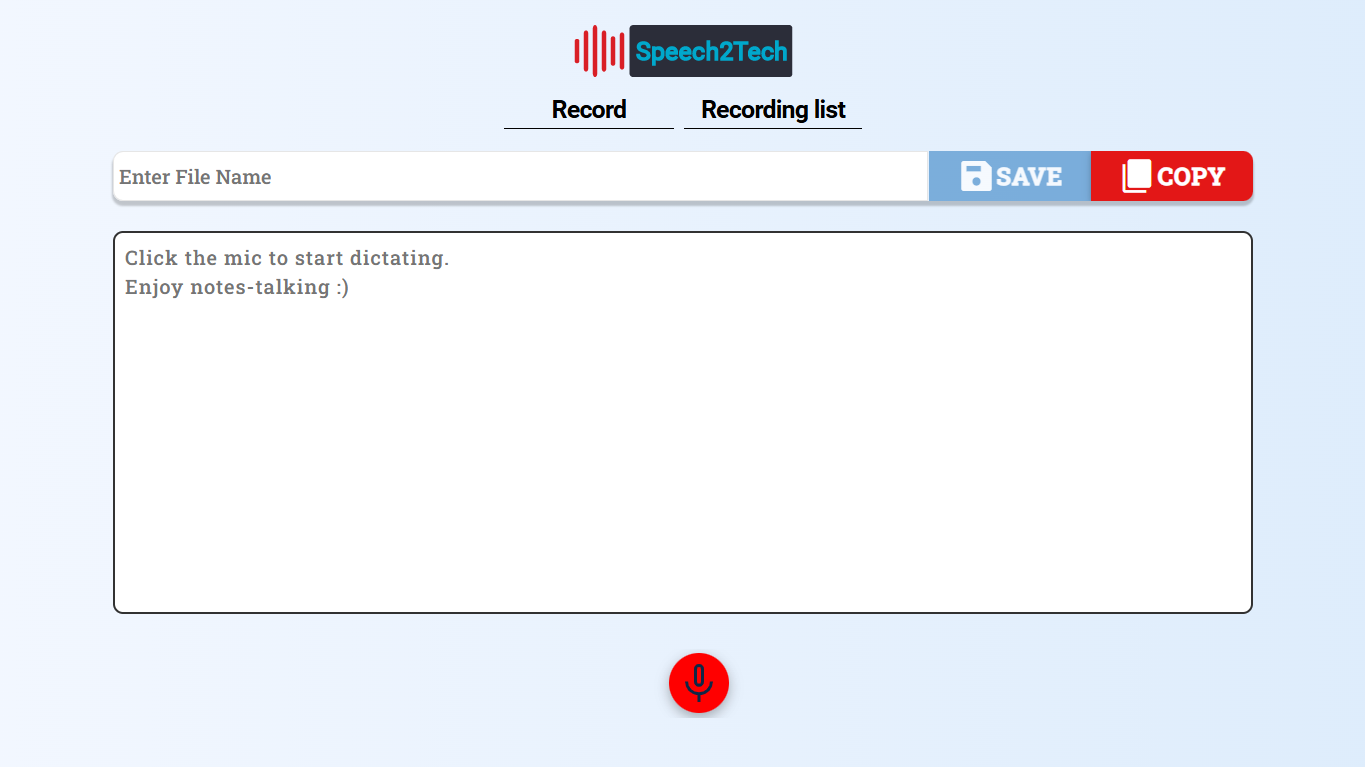 Speech2Tech
Record
Recording list
Enter File Name
SAVE
COPY
Click the mic to start dictating.
Enjoy notes-talking :)